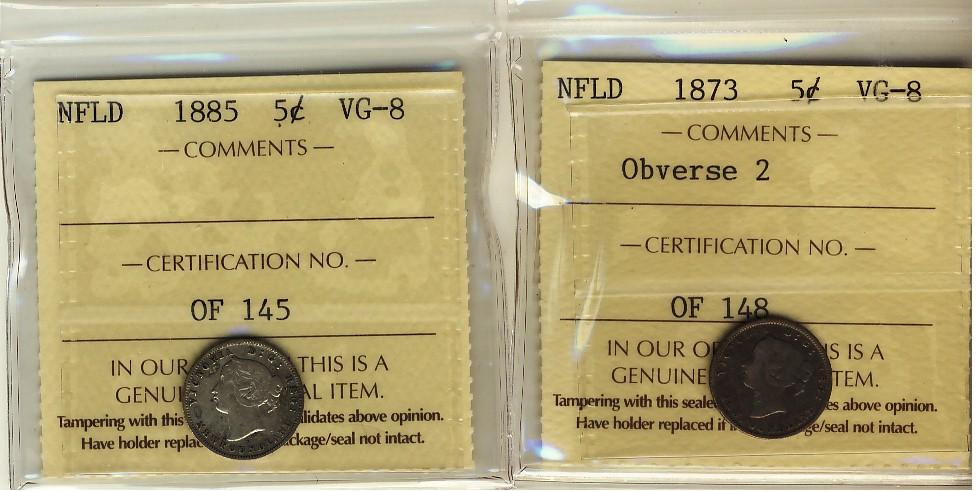 NFLD 1885 5¢ VG-8
— COMMENTS —
— CERTIFICATION NO. —
OF 145
IN OUR THIS IS A
GENUI AL ITEM.
Tampering with this lidates above opinion.
Have holder replac ckage/seal not intact.
NFLD 1873 5¢ VG-8
— COMMENTS —
Obverse 2
— CERTIFICATION NO. —
OF 148
IN OUR O IS IS A
GENUINE TEM.
Tampering with this seale es above opinion.
Have holder replaced if ge/seal not intact.